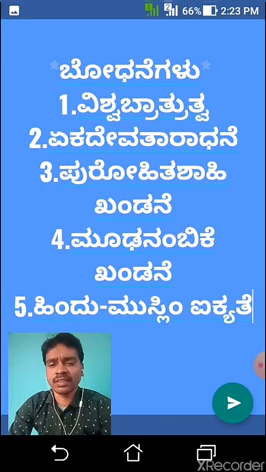 66% 2:23 PM
*ಬೋಧನೆಗಳು*
1.ವಿಶ್ವಬ್ರಾತ್ರುತ್ವ
2.ಏಕದೇವತಾರಾಧನೆ
3.ಪುರೋಹಿತಶಾಹಿ
ಖಂಡನೆ
4.ಮೂಢನಂಬಿಕೆ
ಖಂಡನೆ
5.ಹಿಂದು-ಮುಸ್ಲಿಂ ಐಕ್ಯತೆ
XRecorder